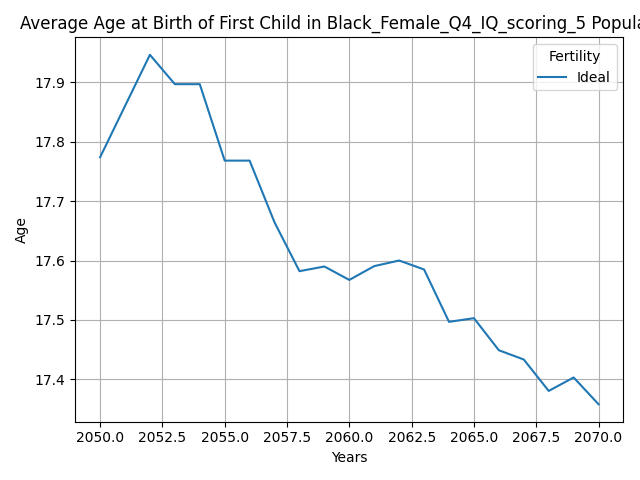 Average Age at Birth of First Child in Black_Female_Q4_IQ_scoring_5
Fertility
Ideal
17.9
17.8
17.7
17.6
17.5
17.4
Age
2050.0 2052.5 2055.0 2057.5 2060.0 2062.5 2065.0 2067.5 2070.0
Years